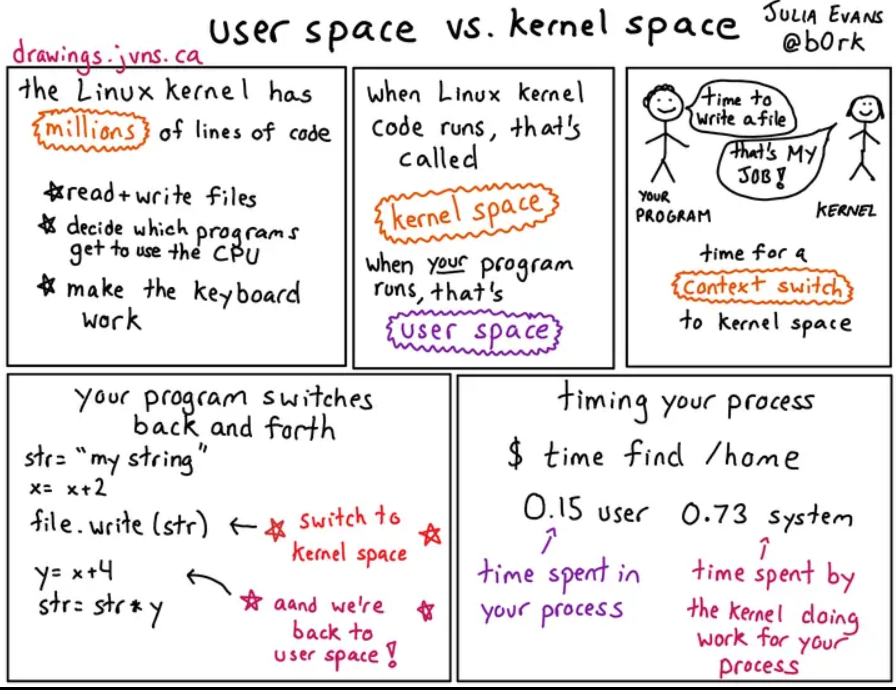 user space vs. kernel space
JULIA EVANS
@b0rk
drawings.jvns.ca
the Linux kernel has
millions of lines of code
★ read + write files
★ decide which programs
get to use the CPU
★ make the keyboard
work
when Linux kernel
code runs, that's
called
kernel space
when your program
runs, that's
user space
time to
write a file
that's MY
JOB!
YOUR
PROGRAM
KERNEL
time for a
context switch
to kernel space
your program switches
back and forth
str= "my string"
x= x+2
file.write (str) ← ★ switch to ★
kernel space
y= x+4
str= str * y
★ aand we're ★
back to
user space!
timing your process
$ time find /home
0.15 user 0.73 system
time spent in
your process
time spent by
the kernel doing
work for your
process